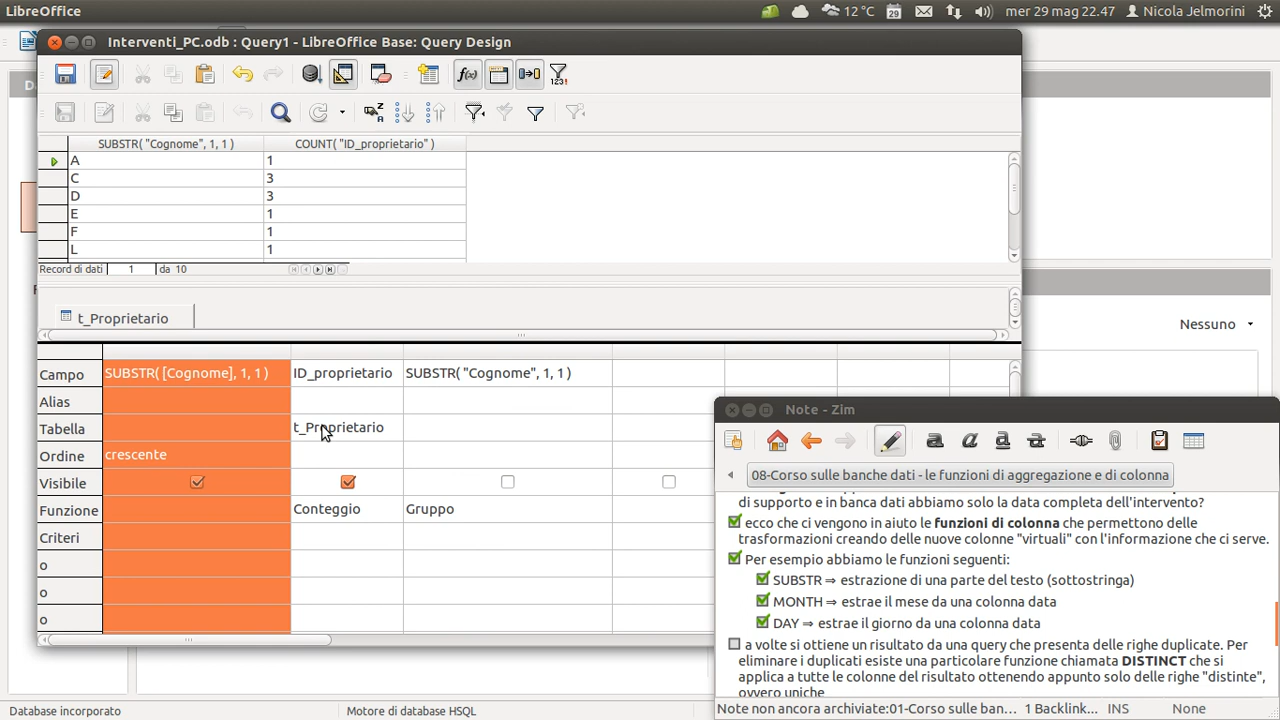 LibreOffice
12 °C
mer 29 mag 22.47
Nicola Jelmorini
Interventi_PC.odb : Query1 - LibreOffice Base: Query Design
SUBSTR( "Cognome", 1, 1 ) COUNT( "ID_proprietario" )
A 1
C 3
D 3
E 1
F 1
L 1
Record di dati 1 da 10
t_Proprietario
Nessuno
Campo SUBSTR( [Cognome], 1, 1 ) ID_proprietario SUBSTR( "Cognome", 1, 1 )
Alias
Tabella t_Proprietario
Ordine crescente
Visibile
Funzione Conteggio Gruppo
Criteri
o
o
o
Note - Zim
08-Corso sulle banche dati - le funzioni di aggregazione e di colonna
di supporto e in banca dati abbiamo solo la data completa dell'intervento?
ecco che ci vengono in aiuto le funzioni di colonna che permettono delle
trasformazioni creando delle nuove colonne "virtuali" con l'informazione che ci serve.
Per esempio abbiamo le funzioni seguenti:
SUBSTR ⇒ estrazione di una parte del testo (sottostringa)
MONTH ⇒ estrae il mese da una colonna data
DAY ⇒ estrae il giorno da una colonna data
a volte si ottiene un risultato da una query che presenta delle righe duplicate. Per
eliminare i duplicati esiste una particolare funzione chiamata DISTINCT che si
applica a tutte le colonne del risultato ottenendo appunto solo delle righe "distinte",
ovvero uniche
Note non ancora archiviate:01-Corso sulle ban... 1 Backlink... INS None
Database incorporato Motore di database HSQL